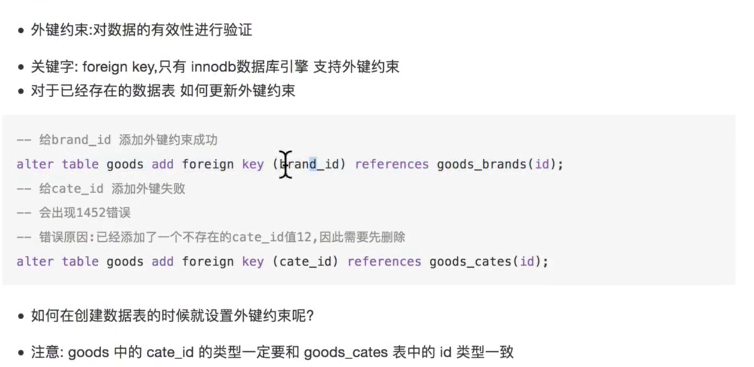 外键约束:对数据的有效性进行验证
关键字: foreign key,只有 innodb数据库引擎 支持外键约束
对于已经存在的数据表 如何更新外键约束
-- 给brand_id 添加外键约束成功
alter table goods add foreign key (brand_id) references goods_brands(id);
-- 给cate_id 添加外键失败
-- 会出现1452错误
-- 错误原因:已经添加了一个不存在的cate_id值12,因此需要先删除
alter table goods add foreign key (cate_id) references goods_cates(id);
如何在创建数据表的时候就设置外键约束呢?
注意: goods 中的 cate_id 的类型一定要和 goods_cates 表中的 id 类型一致